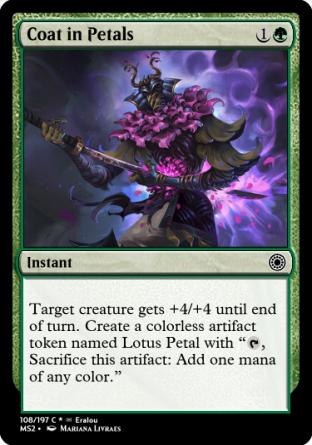 Coat in Petals 1
Instant
Target creature gets +4/+4 until end
of turn. Create a colorless artifact
token named Lotus Petal with “,
Sacrifice this artifact: Add one mana
of any color.”
108/197 C * ∞ Eralou
MS2 • Mariana Livraes